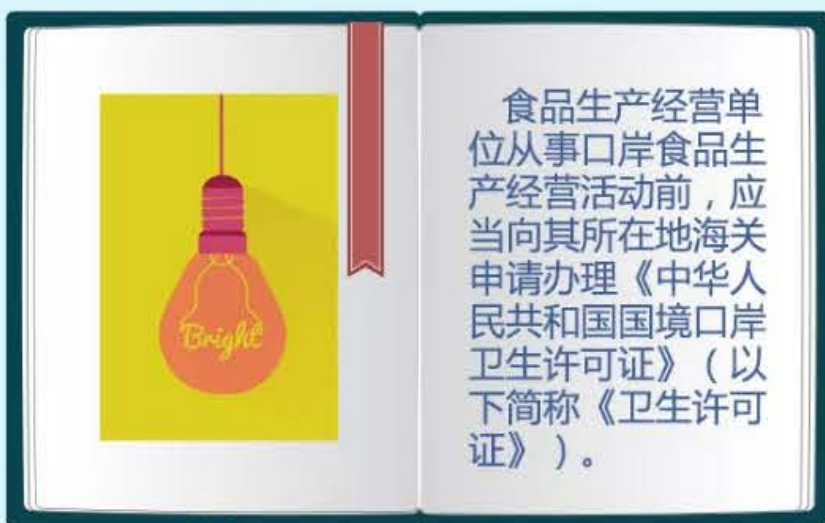 Bright
食品生产经营单
位从事口岸食品生
产经营活动前，应
当向其所在地海关
申请办理《中华人
民共和国国境口岸
卫生许可证》（以
下简称《卫生许可
证》）。